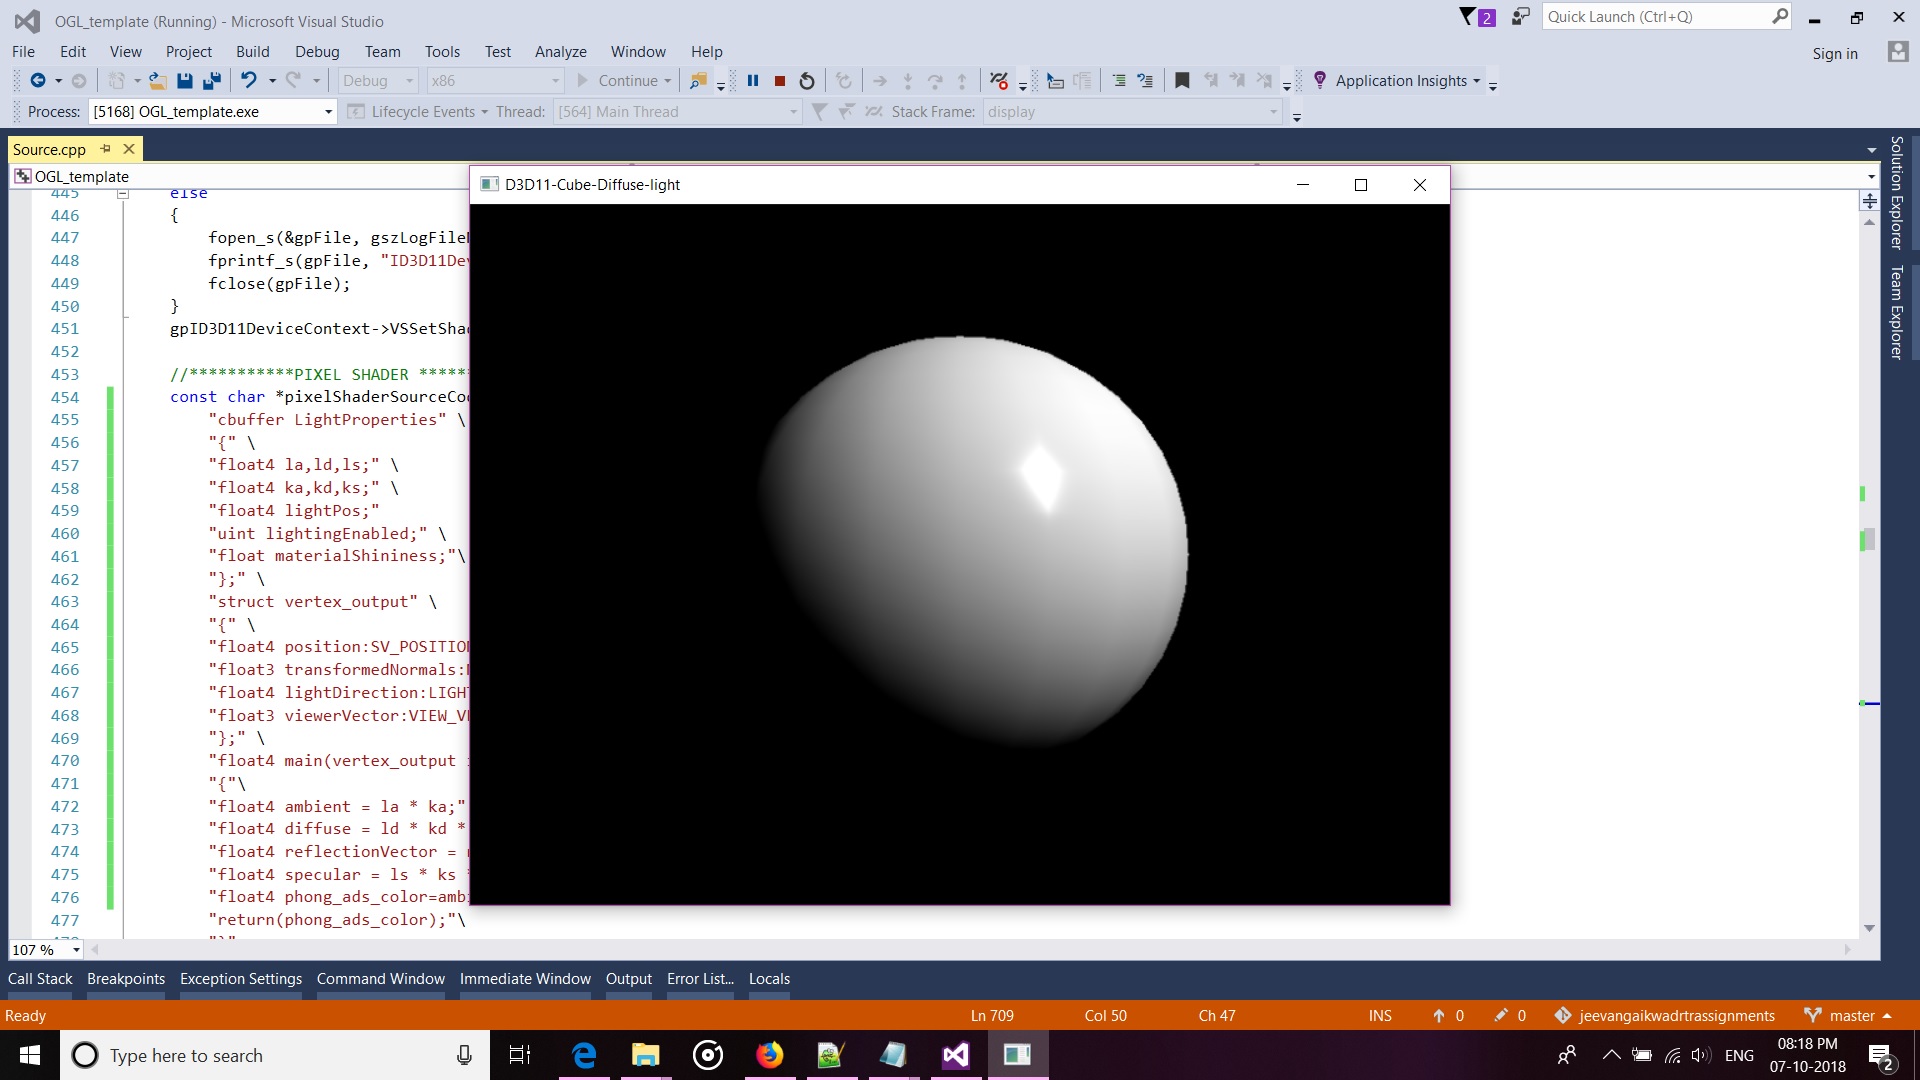 OGL_template (Running) - Microsoft Visual Studio
2
Quick Launch (Ctrl+Q)
File Edit View Project Build Debug Team Tools Test Analyze Window Help
Sign in
Debug x86 Continue Application Insights
Process: [5168] OGL_template.exe Lifecycle Events Thread: [564] Main Thread Stack Frame: display
Source.cpp
OGL_template
D3D11-Cube-Diffuse-light
Solution Explorer
Team Explorer
445 else
446 {
447 fopen_s(&gpFile, gszLogFile
448 fprintf_s(gpFile, "ID3D11De
449 fclose(gpFile);
450 }
451 gpID3D11DeviceContext->VSSetSha
452
453 //***********PIXEL SHADER *****
454 const char *pixelShaderSourceCo
455 "cbuffer LightProperties" \
456 "{" \
457 "float4 la,ld,ls;" \
458 "float4 ka,kd,ks;" \
459 "float4 lightPos;"
460 "uint lightingEnabled;" \
461 "float materialShininess;"\
462 "};" \
463 "struct vertex_output" \
464 "{" \
465 "float4 position:SV_POSITION
466 "float3 transformedNormals:
467 "float4 lightDirection:LIGH
468 "float3 viewerVector:VIEW_V
469 "};" \
470 "float4 main(vertex_output
471 "{"\
472 "float4 ambient = la * ka;"
473 "float4 diffuse = ld * kd *
474 "float4 reflectionVector =
475 "float4 specular = ls * ks
476 "float4 phong_ads_color=amb
477 "return(phong_ads_color);"\
107 %
Call Stack Breakpoints Exception Settings Command Window Immediate Window Output Error List... Locals
Ready Ln 709 Col 50 Ch 47 INS 0 0 jeevangaikwadrtrassignments master
Type here to search
ENG
08:18 PM
07-10-2018
2